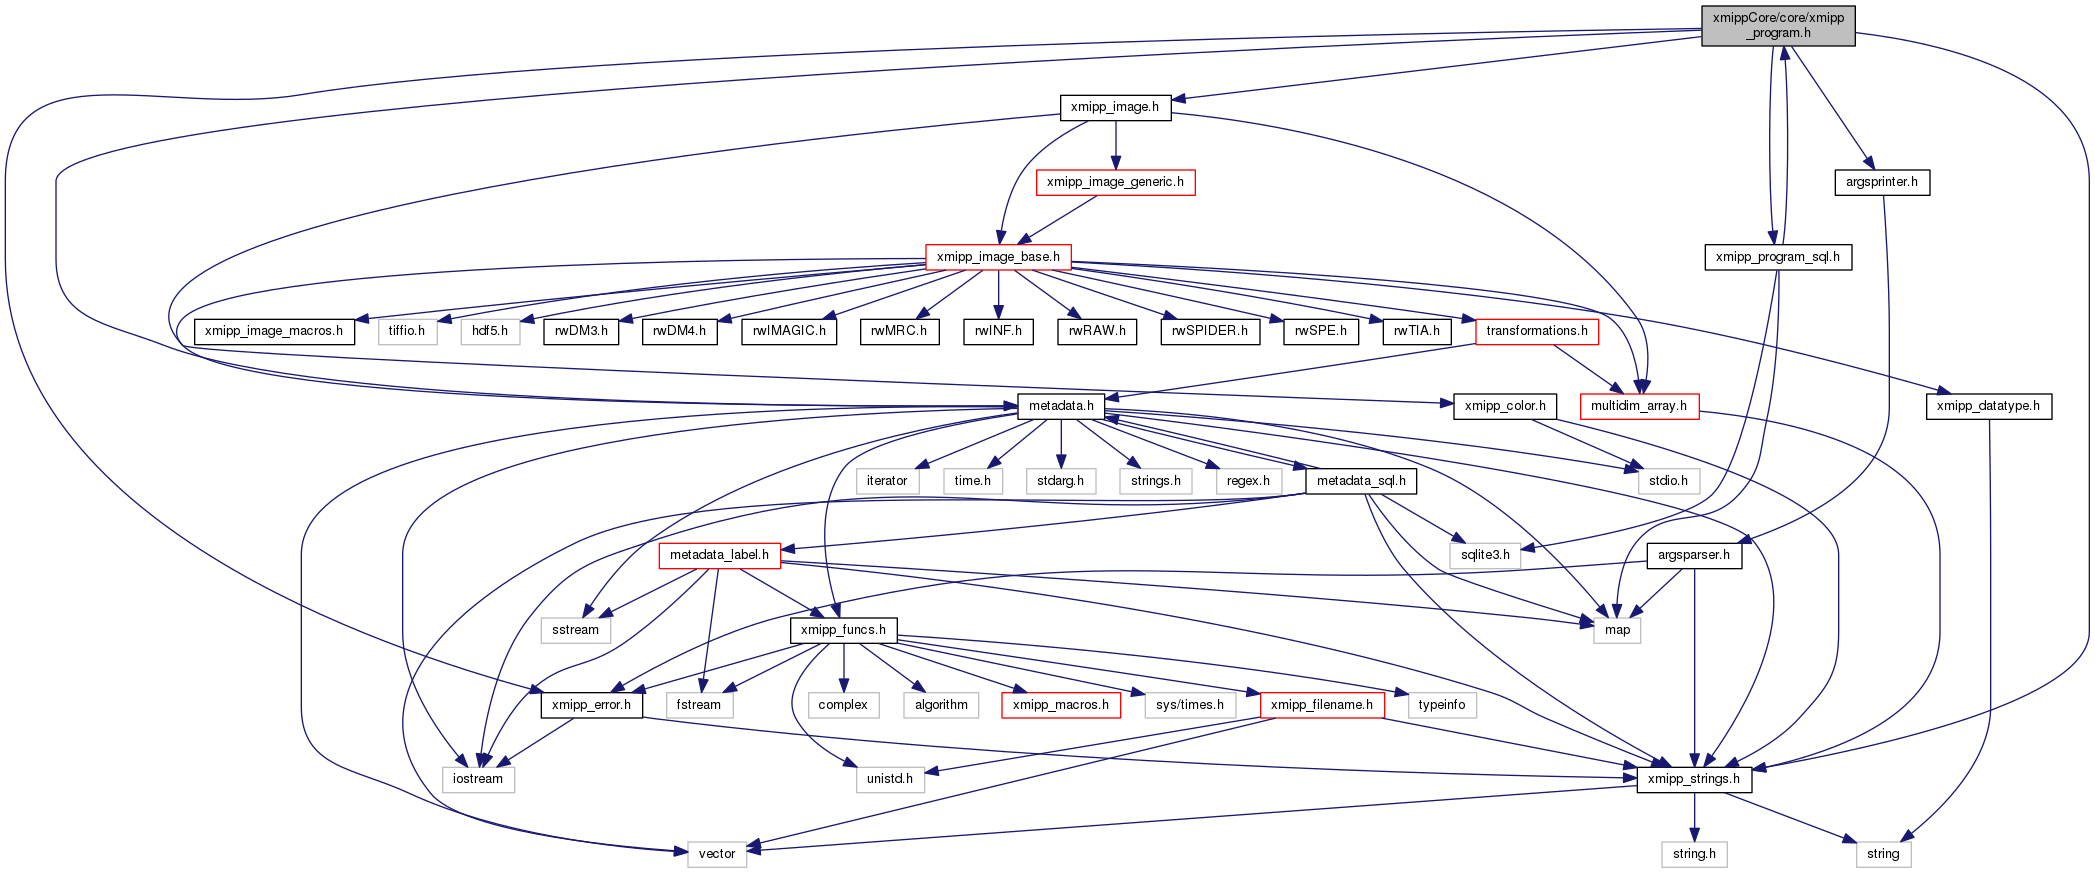 xmippCore/core/xmipp
_program.h
xmipp_image.h
xmipp_image_generic.h
argsprinter.h
xmipp_image_base.h
xmipp_program_sql.h
xmipp_image_macros.h
tiffio.h
hdf5.h
rwDM3.h
rwDM4.h
rwIMAGIC.h
rwMRC.h
rwINF.h
rwRAW.h
rwSPIDER.h
rwSPE.h
rwTIA.h
transformations.h
metadata.h
xmipp_color.h
multidim_array.h
xmipp_datatype.h
iterator
time.h
stdarg.h
strings.h
regex.h
metadata_sql.h
stdio.h
metadata_label.h
sqlite3.h
argsparser.h
sstream
xmipp_funcs.h
map
xmipp_error.h
fstream
complex
algorithm
xmipp_macros.h
sys/times.h
xmipp_filename.h
typeinfo
iostream
unistd.h
xmipp_strings.h
vector
string.h
string